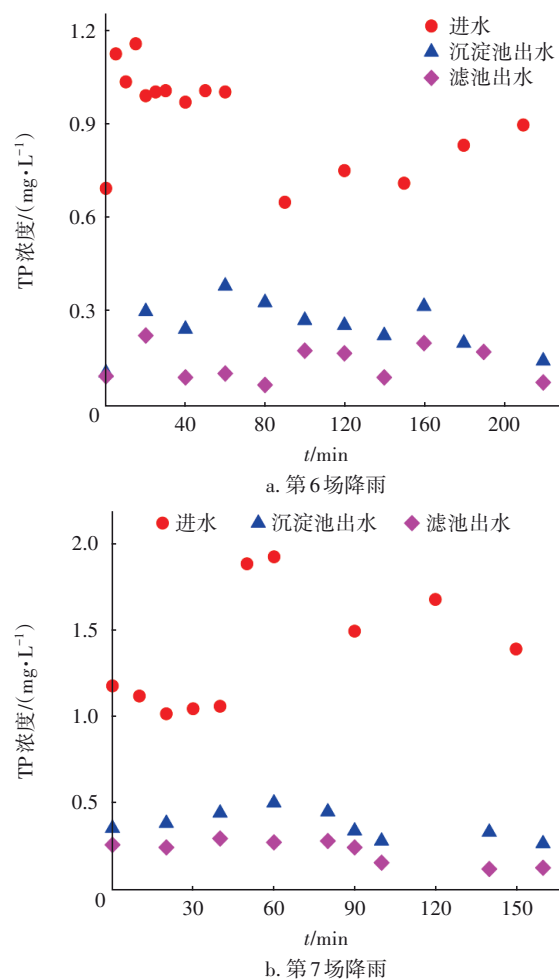 1.2
进水
沉淀池出水
滤池出水
0.9
0.6
0.3
0
TP浓度/(mg·L⁻¹)
40 80 120 160 200
t/min
a. 第6场降雨
进水 沉淀池出水 滤池出水
2.0
1.5
1.0
0.5
0
TP浓度/(mg·L⁻¹)
30 60 90 120 150
t/min
b. 第7场降雨